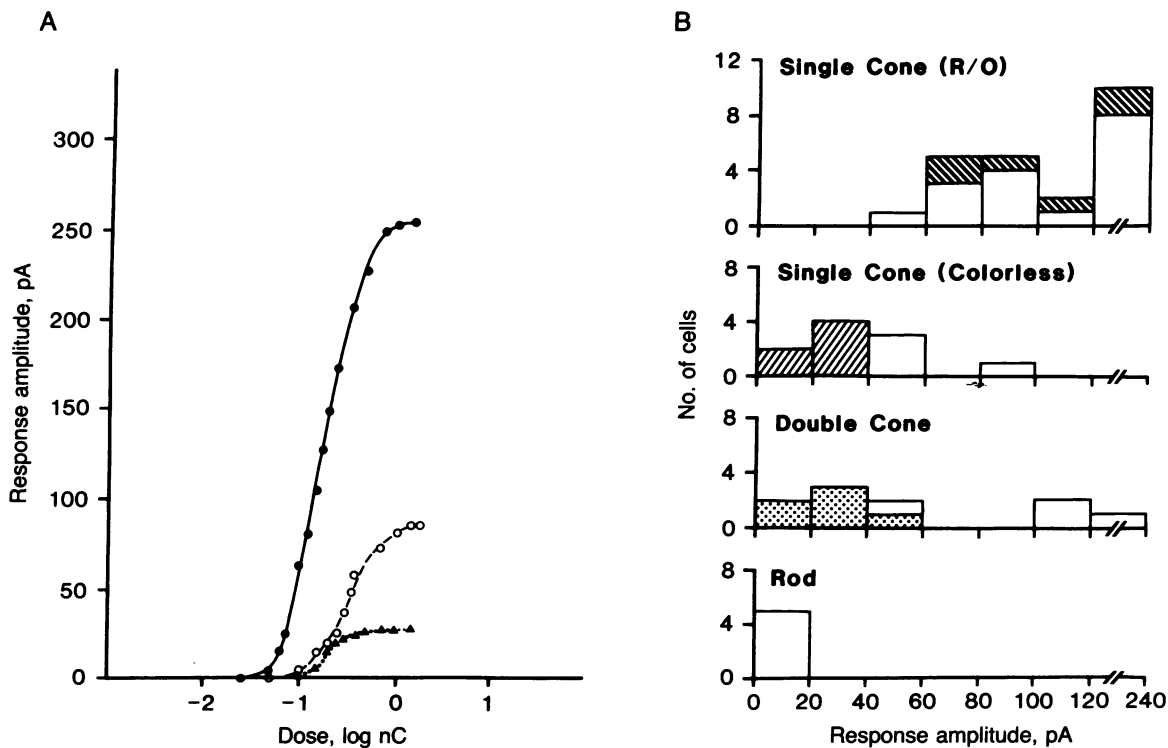 A
300
250
200
150
100
50
0
Response amplitude, pA
−2 −1 0 1
Dose, log nC
B
12
8
4
0
Single Cone (R/O)
8
4
0
Single Cone (Colorless)
No. of cells
8
4
0
Double Cone
8
4
0
Rod
0 20 40 60 80 100 120 240
Response amplitude, pA